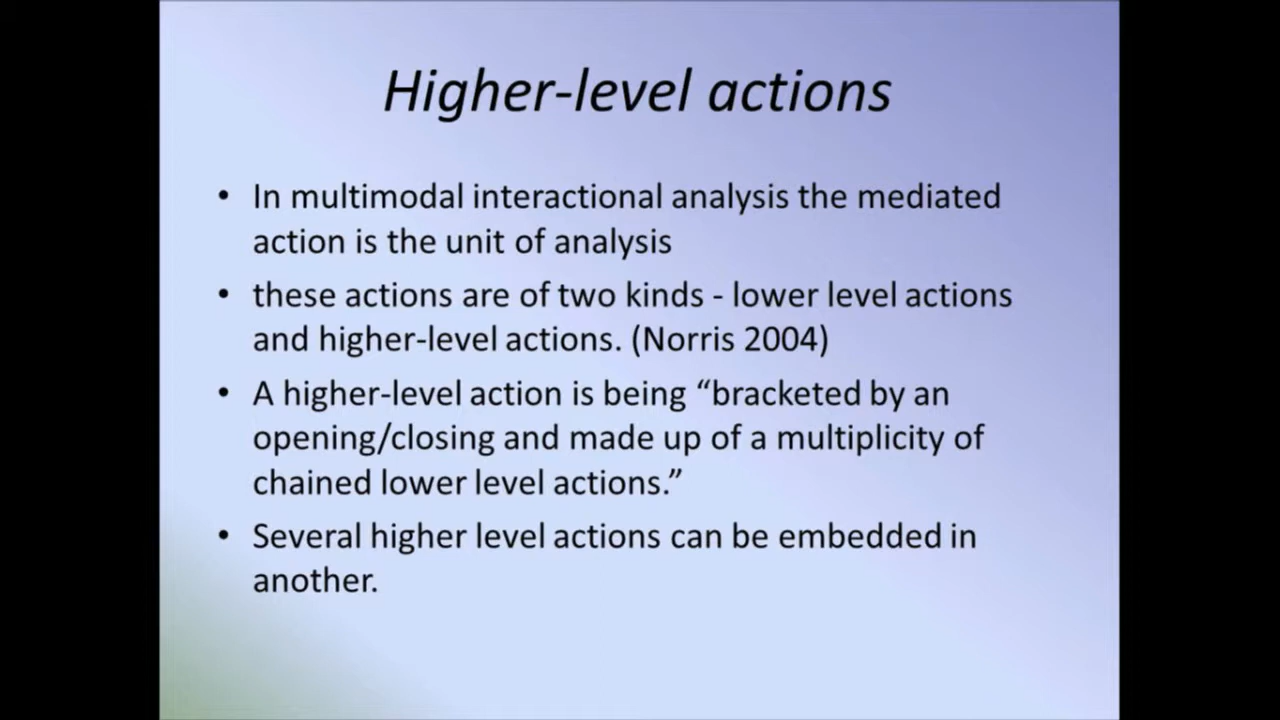 Higher-level actions
• In multimodal interactional analysis the mediated
action is the unit of analysis
• these actions are of two kinds - lower level actions
and higher-level actions. (Norris 2004)
• A higher-level action is being “bracketed by an
opening/closing and made up of a multiplicity of
chained lower level actions.”
• Several higher level actions can be embedded in
another.